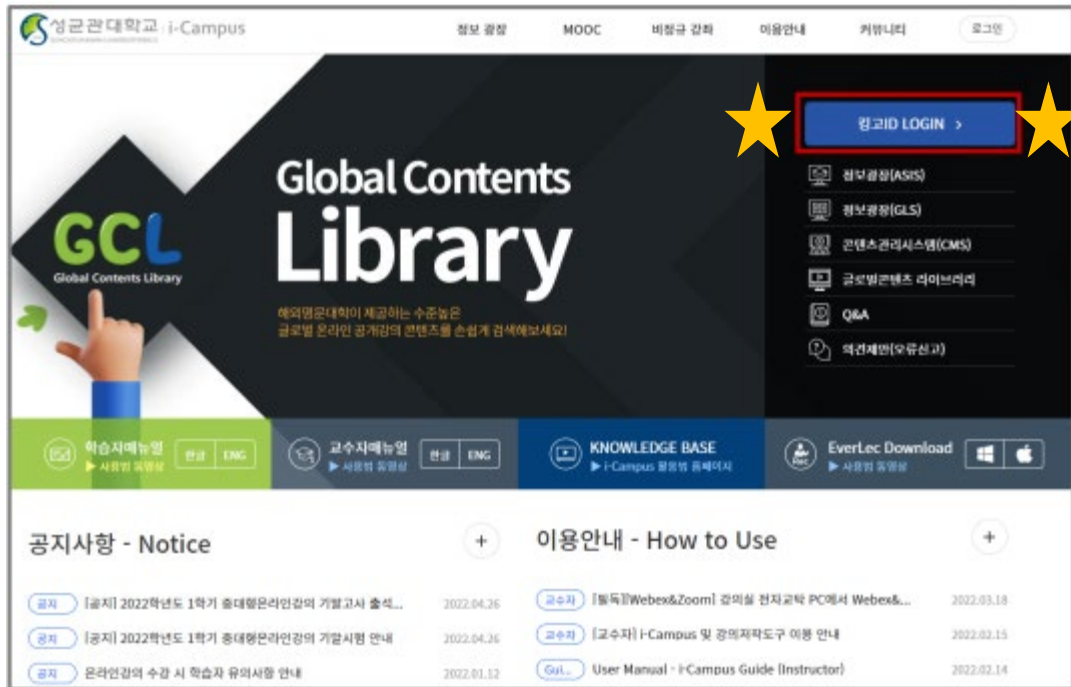 성균관대학교 i-Campus
정보 광장 MOOC 비정규 강좌 이용안내 커뮤니티 로그인
킹고ID LOGIN >
정보광장(ASIS)
정보광장(GLS)
콘텐츠관리시스템(CMS)
글로벌콘텐츠 라이브러리
Q&A
의견제안(오류신고)
GCL
Global Contents Library
Global Contents
Library
해외명문대학이 제공하는 수준높은
글로벌 온라인 공개강의 콘텐츠를 손쉽게 검색해보세요!
학습자매뉴얼 한글 ENG
▶ 사용법 동영상
교수자매뉴얼 한글 ENG
▶ 사용법 동영상
KNOWLEDGE BASE
▶ i-Campus 활용법 홈페이지
Rec
EverLec Download
▶ 사용법 동영상
공지사항 - Notice +
공지 [공지] 2022학년도 1학기 중대형온라인강의 기말고사 출석... 2022.04.26
공지 [공지] 2022학년도 1학기 중대형온라인강의 기말시험 안내 2022.04.26
공지 온라인강의 수강 시 학습자 유의사항 안내 2022.01.12
이용안내 - How to Use +
교수자 [필독][Webex&Zoom] 강의실 전자교탁 PC에서 Webex&... 2022.03.18
교수자 [교수자] i-Campus 및 강의저작도구 이용 안내 2022.02.15
Gui... User Manual - i-Campus Guide (Instructor) 2022.02.14